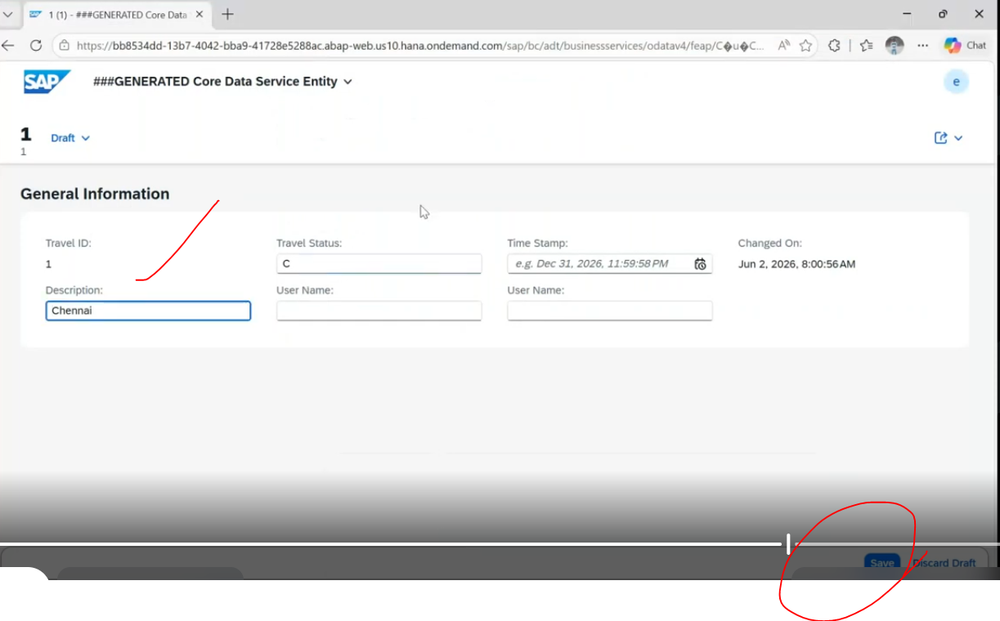 1 (1) - ###GENERATED Core Data
https://bb8534dd-13b7-4042-bba9-41728e5288ac.abap-web.us10.hana.ondemand.com/sap/bc/adt/businessservices/odatav4/feap/C�u�C... Chat
SAP ###GENERATED Core Data Service Entity e
1 Draft
1
General Information
Travel ID: Travel Status: Time Stamp: Changed On:
1 C e.g. Dec 31, 2026, 11:59:58 PM Jun 2, 2026, 8:00:56 AM
Description: User Name: User Name:
Chennai
Save Discard Draft